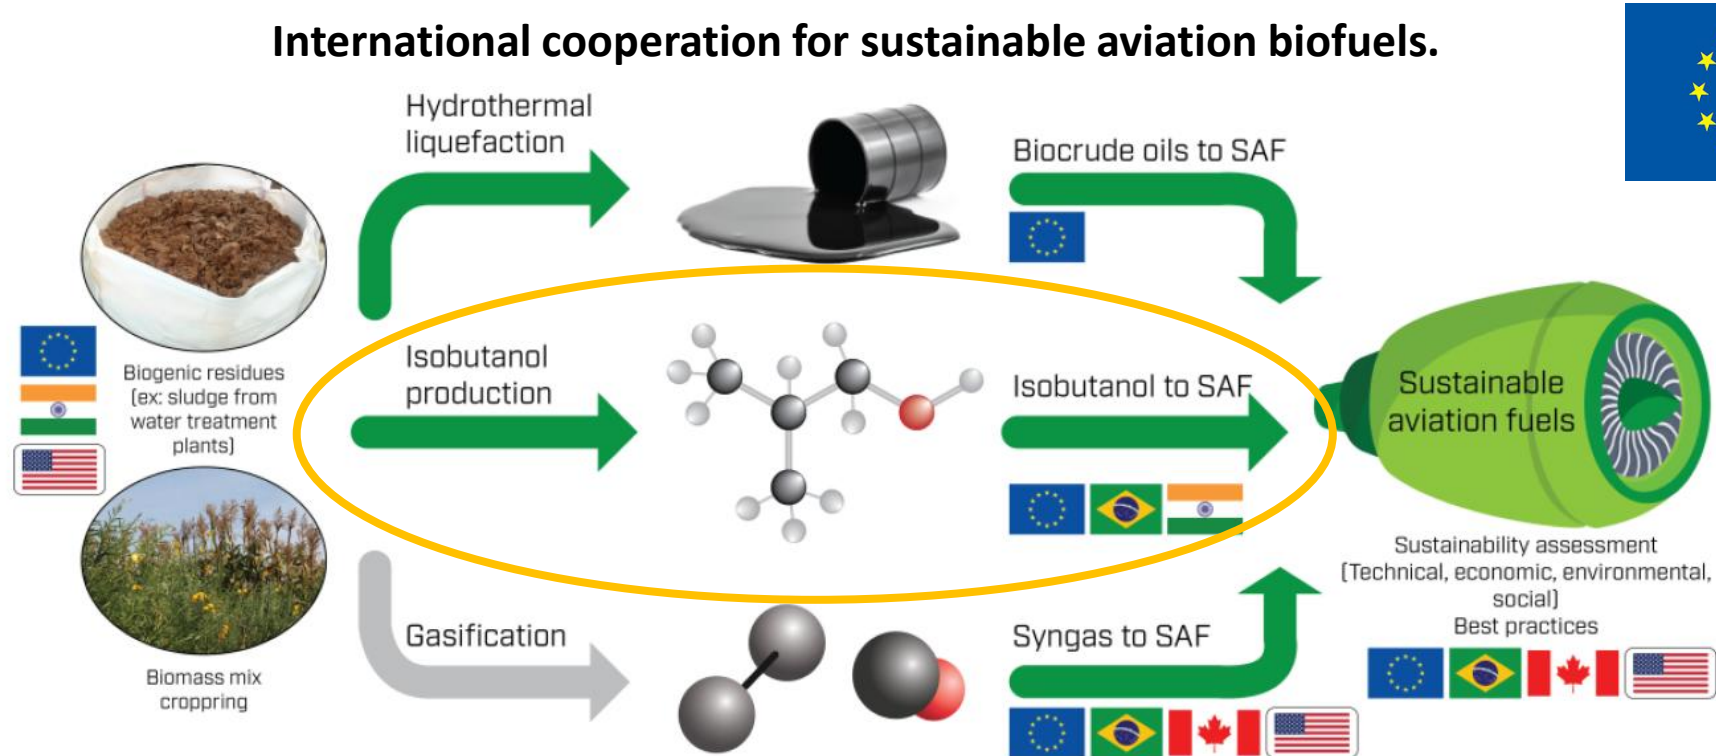 International cooperation for sustainable aviation biofuels.
Hydrothermal
liquefaction
Biocrude oils to SAF
Biogenic residues
(ex: sludge from
water treatment
plants)
Isobutanol
production
Isobutanol to SAF
Sustainable
aviation fuels
Biomass mix
croppring
Gasification
Syngas to SAF
Sustainability assessment
(Technical, economic, environmental,
social)
Best practices